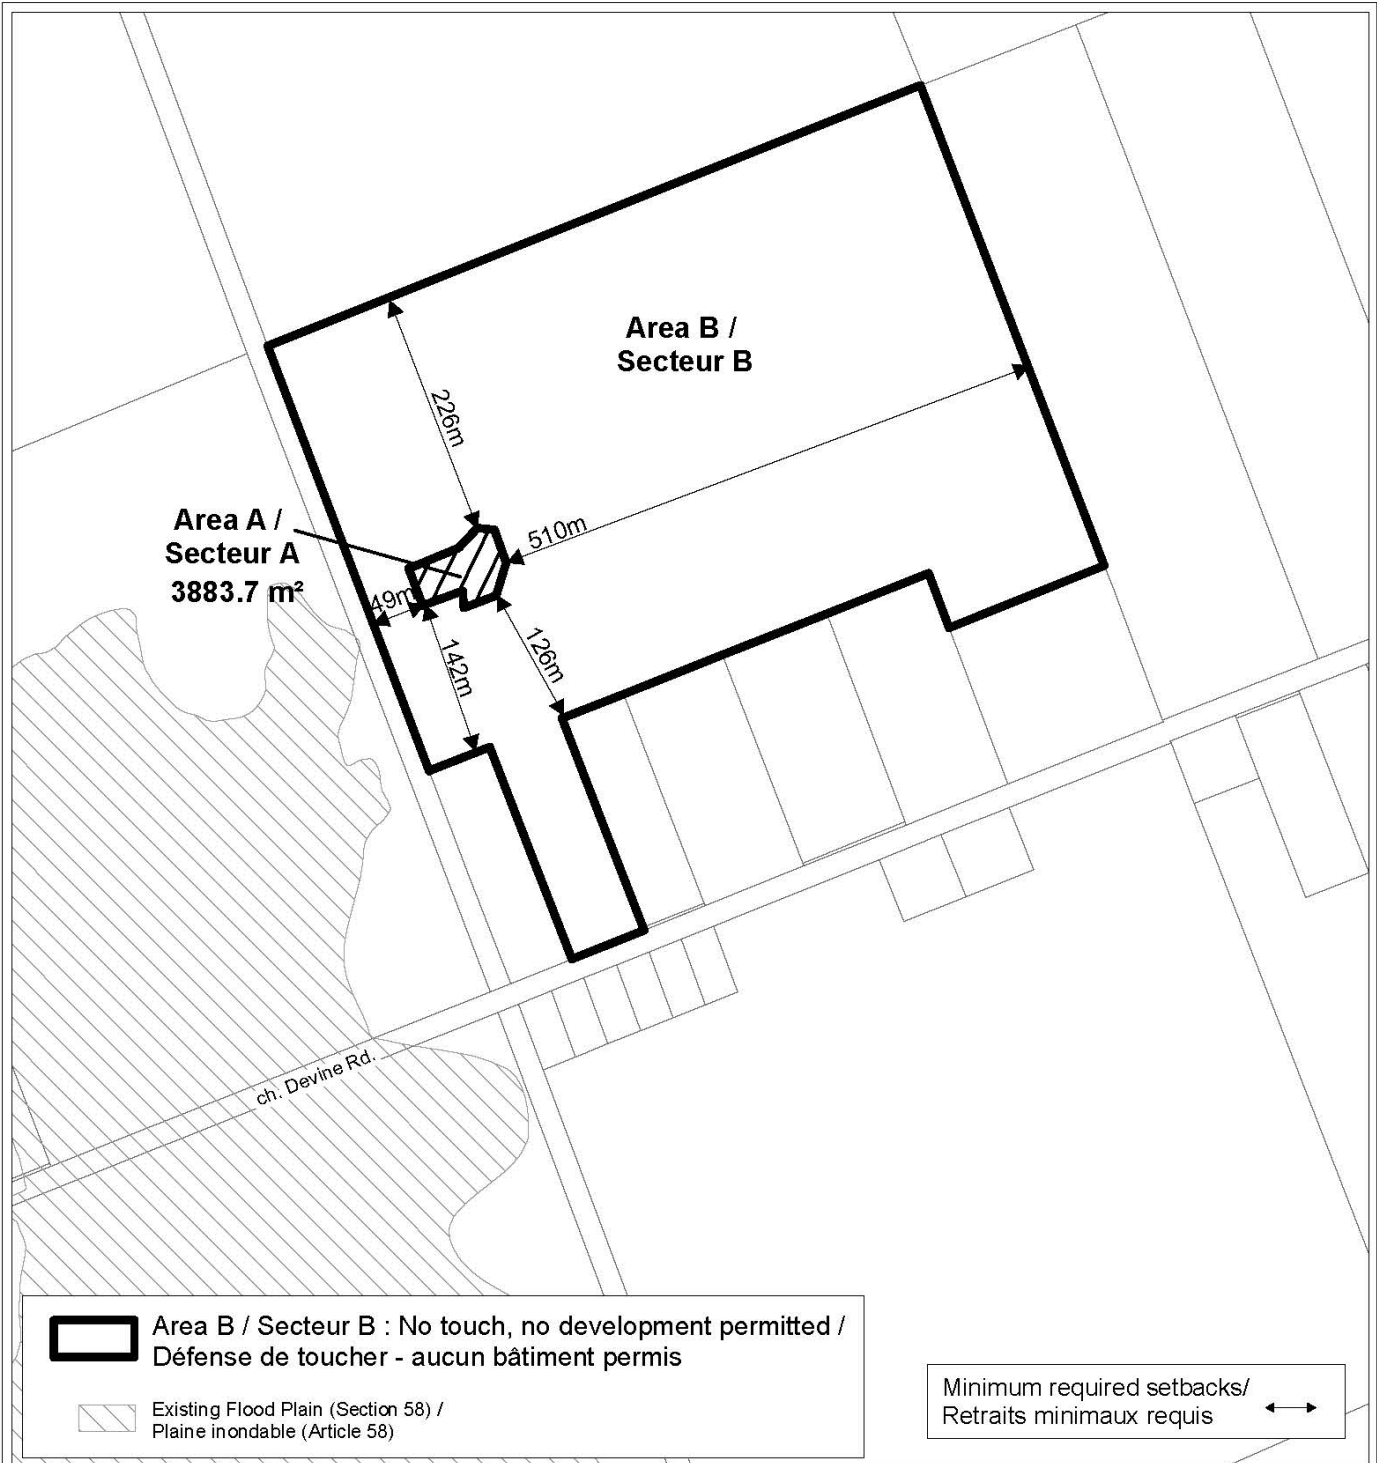 Area B /
Secteur B
226m
510m
Area A /
Secteur A
3883.7 m²
49m
142m
126m
ch. Devine Rd.
Area B / Secteur B : No touch, no development permitted /
Défense de toucher - aucun bâtiment permis
Existing Flood Plain (Section 58) /
Plaine inondable (Article 58)
Minimum required setbacks/
Retraits minimaux requis